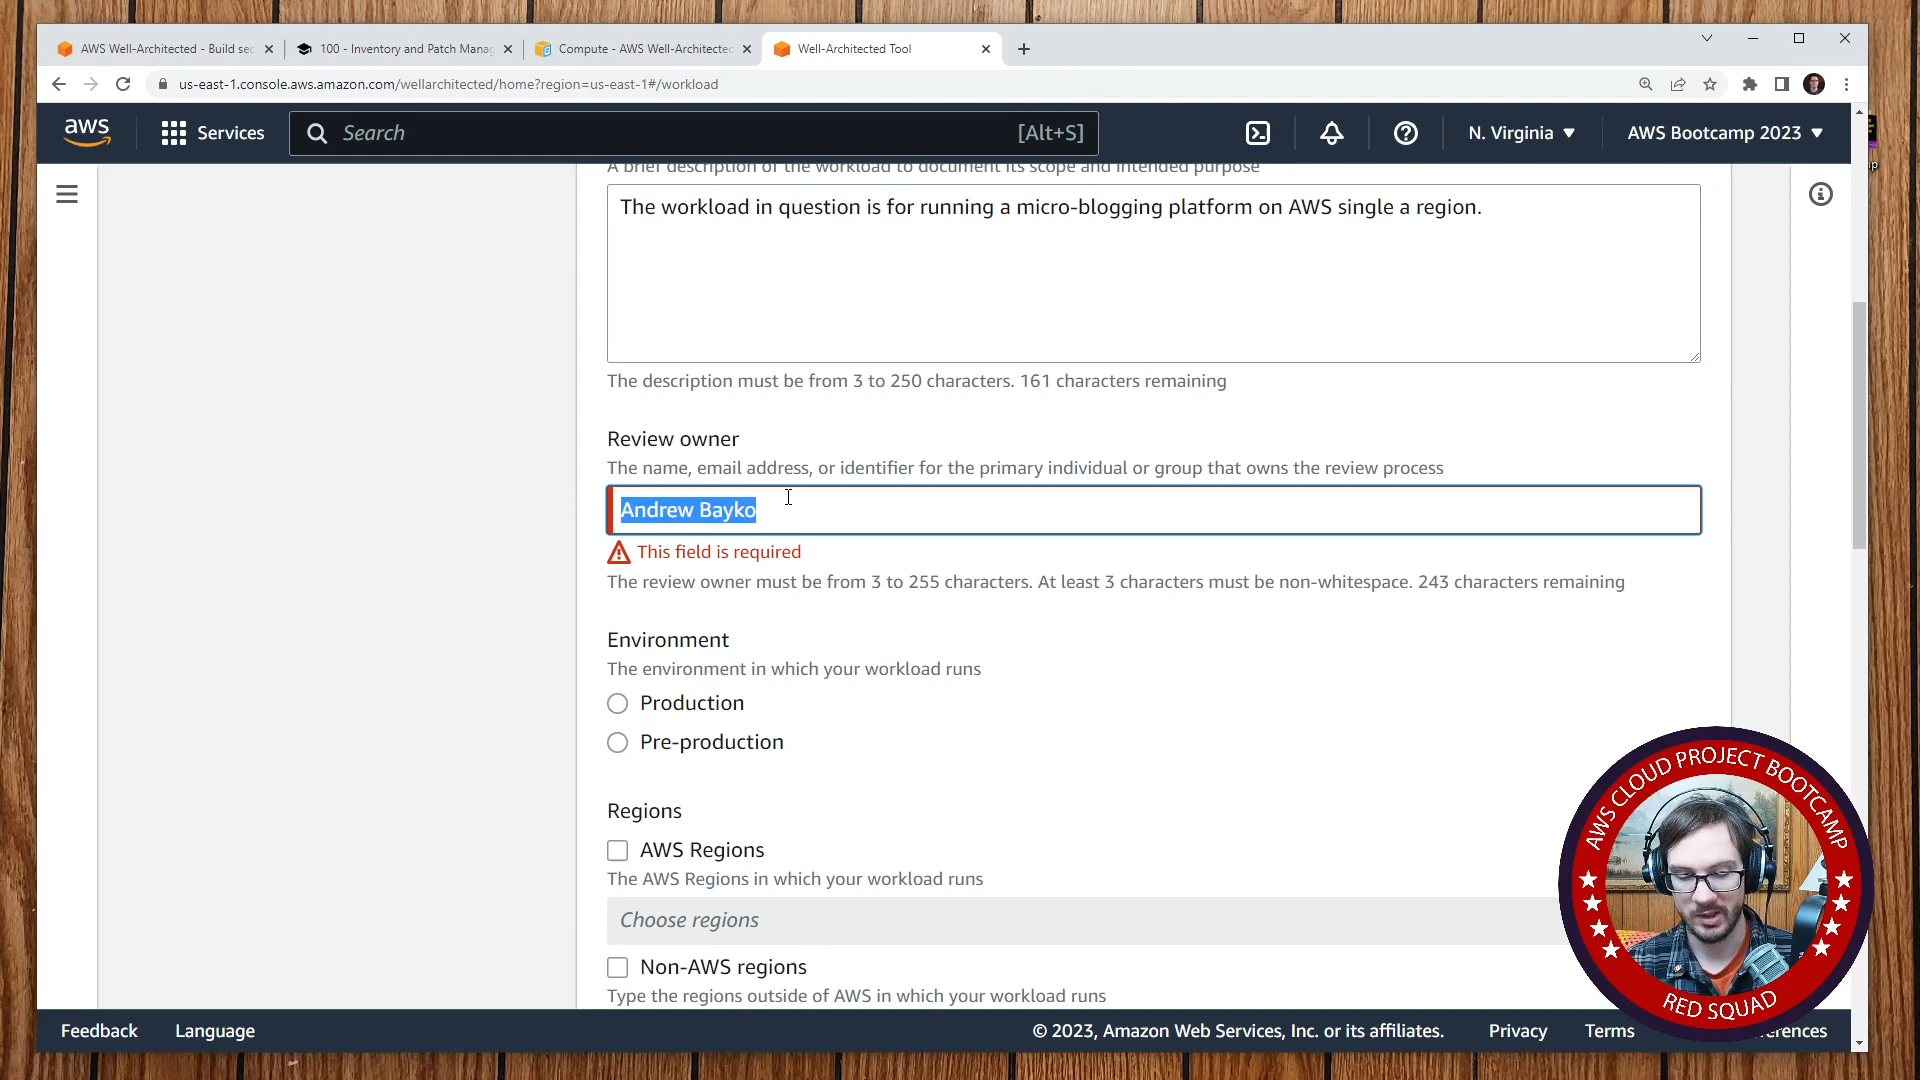 AWS Well-Architected - Build sec
100 - Inventory and Patch Manag
Compute - AWS Well-Architected
Well-Architected Tool
us-east-1.console.aws.amazon.com/wellarchitected/home?region=us-east-1#/workload
aws
Services
Search
[Alt+S]
N. Virginia
AWS Bootcamp 2023
A brief description of the workload to document its scope and intended purpose
The workload in question is for running a micro-blogging platform on AWS single a region.
The description must be from 3 to 250 characters. 161 characters remaining
Review owner
The name, email address, or identifier for the primary individual or group that owns the review process
Andrew Bayko
This field is required
The review owner must be from 3 to 255 characters. At least 3 characters must be non-whitespace. 243 characters remaining
Environment
The environment in which your workload runs
Production
Pre-production
Regions
AWS Regions
The AWS Regions in which your workload runs
Choose regions
Non-AWS regions
Type the regions outside of AWS in which your workload runs
AWS CLOUD PROJECT BOOTCAMP
RED SQUAD
Feedback
Language
© 2023, Amazon Web Services, Inc. or its affiliates.
Privacy
Terms